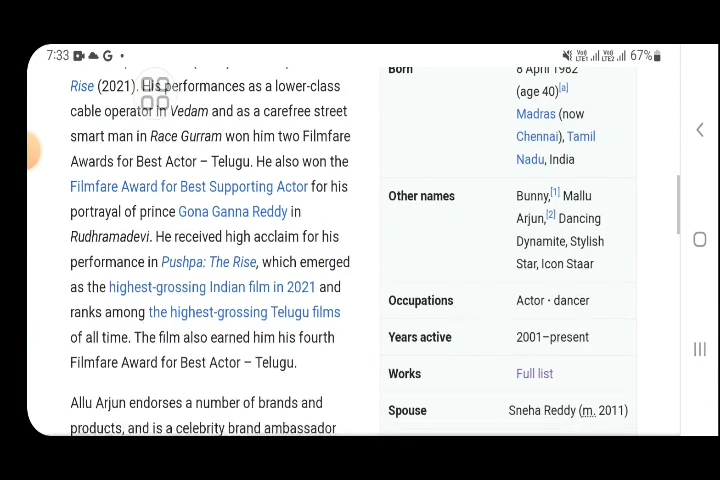 7:33
67%
Rise (2021). His performances as a lower-class
cable operator in Vedam and as a carefree street
smart man in Race Gurram won him two Filmfare
Awards for Best Actor – Telugu. He also won the
Filmfare Award for Best Supporting Actor for his
portrayal of prince Gona Ganna Reddy in
Rudhramadevi. He received high acclaim for his
performance in Pushpa: The Rise, which emerged
as the highest-grossing Indian film in 2021 and
ranks among the highest-grossing Telugu films
of all time. The film also earned him his fourth
Filmfare Award for Best Actor – Telugu.
Allu Arjun endorses a number of brands and
products, and is a celebrity brand ambassador
Born 8 April 1982
(age 40)[a]
Madras (now
Chennai), Tamil
Nadu, India
Other names Bunny,[1] Mallu
Arjun,[2] Dancing
Dynamite, Stylish
Star, Icon Staar
Occupations Actor · dancer
Years active 2001–present
Works Full list
Spouse Sneha Reddy (m. 2011)